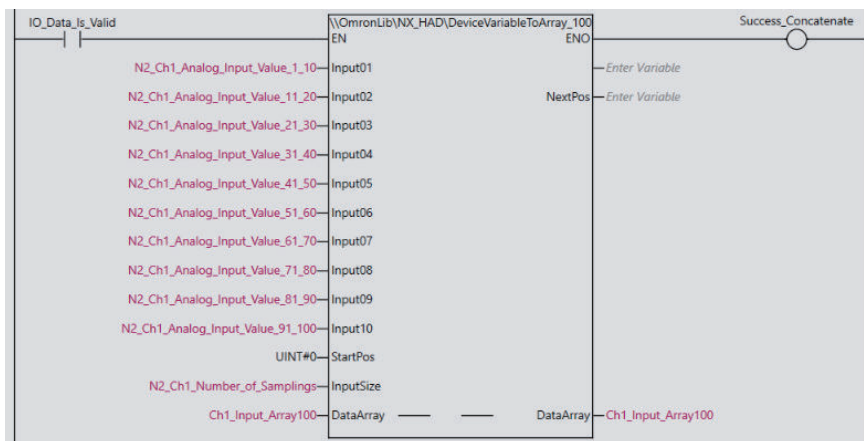 IO_Data_Is_Valid \\OmronLib\NX_HAD\DeviceVariableToArray_100 Success_Concatenate
EN ENO
N2_Ch1_Analog_Input_Value_1_10 Input01 Enter Variable
N2_Ch1_Analog_Input_Value_11_20 Input02 NextPos Enter Variable
N2_Ch1_Analog_Input_Value_21_30 Input03
N2_Ch1_Analog_Input_Value_31_40 Input04
N2_Ch1_Analog_Input_Value_41_50 Input05
N2_Ch1_Analog_Input_Value_51_60 Input06
N2_Ch1_Analog_Input_Value_61_70 Input07
N2_Ch1_Analog_Input_Value_71_80 Input08
N2_Ch1_Analog_Input_Value_81_90 Input09
N2_Ch1_Analog_Input_Value_91_100 Input10
UINT#0 StartPos
N2_Ch1_Number_of_Samplings InputSize
Ch1_Input_Array100 DataArray DataArray Ch1_Input_Array100